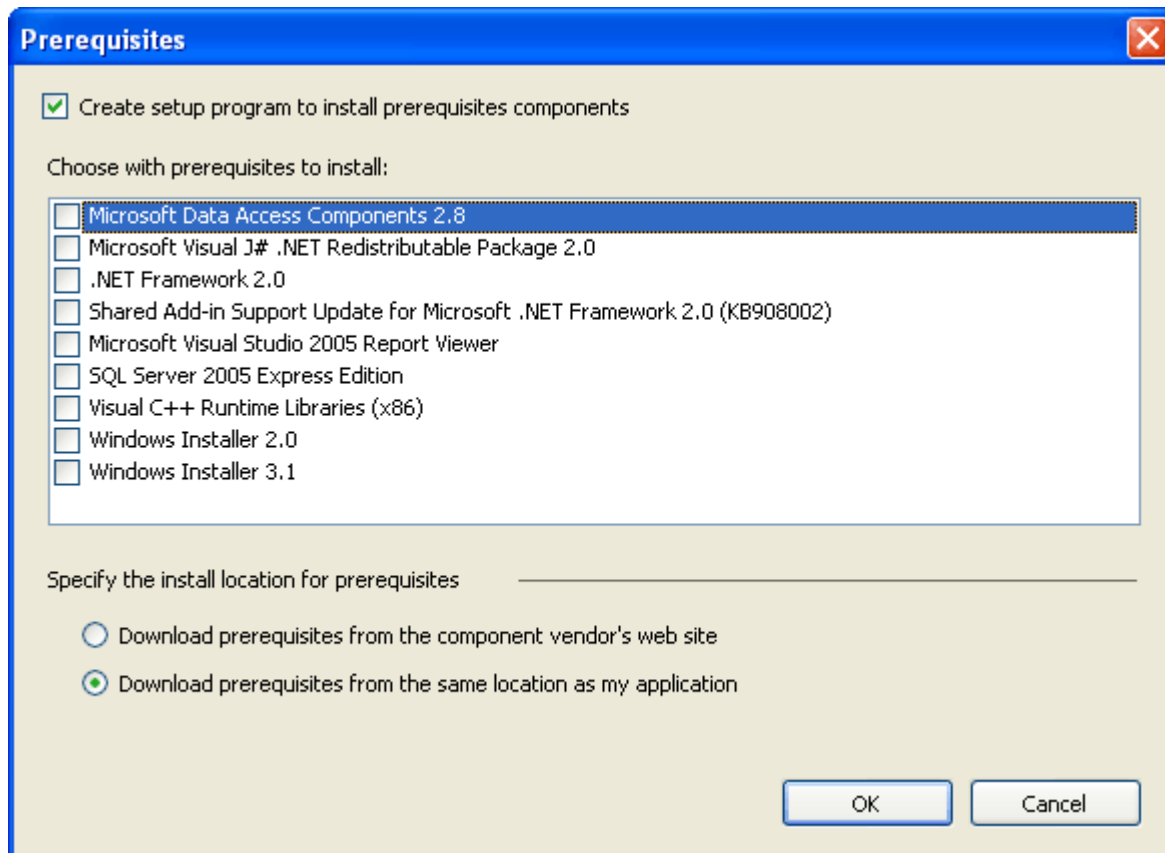 Prerequisites
Create setup program to install prerequisites components
Choose with prerequisites to install:
Microsoft Data Access Components 2.8
Microsoft Visual J# .NET Redistributable Package 2.0
.NET Framework 2.0
Shared Add-in Support Update for Microsoft .NET Framework 2.0 (KB908002)
Microsoft Visual Studio 2005 Report Viewer
SQL Server 2005 Express Edition
Visual C++ Runtime Libraries (x86)
Windows Installer 2.0
Windows Installer 3.1
Specify the install location for prerequisites
Download prerequisites from the component vendor's web site
Download prerequisites from the same location as my application
OK Cancel